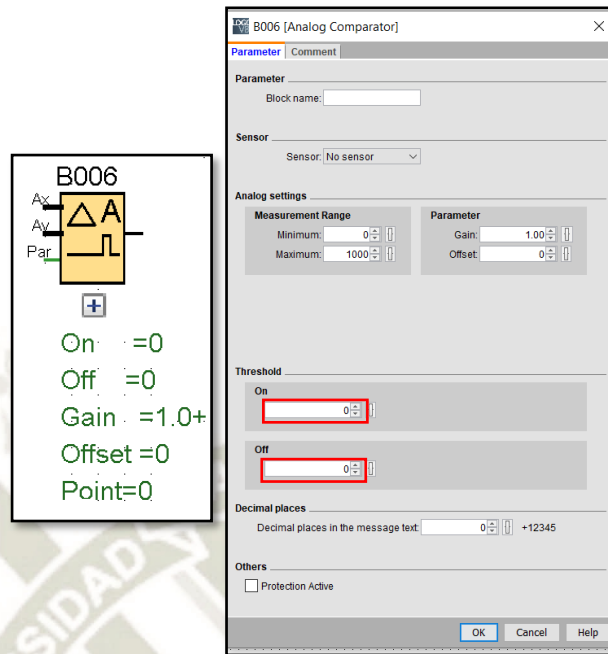 B006
Ax
Ay
Par
A
On =0
Off =0
Gain =1.0+
Offset =0
Point=0
B006 [Analog Comparator]
Parameter Comment
Parameter
Block name:
Sensor
Sensor: No sensor
Analog settings
Measurement Range
Minimum: 0
Maximum: 1000
Parameter
Gain: 1.00
Offset: 0
Threshold
On
0
Off
0
Decimal places
Decimal places in the message text: 0 +12345
Others
Protection Active
OK Cancel Help
SIDAD